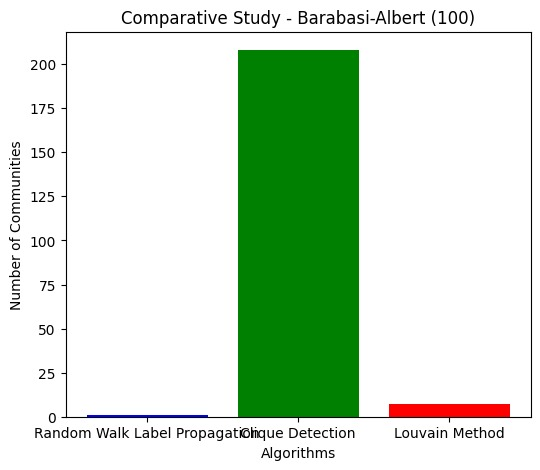 Comparative Study - Barabasi-Albert (100)
Number of Communities
200
175
150
125
100
75
50
25
0
Random Walk Label Propagation Clique Detection Louvain Method
Algorithms